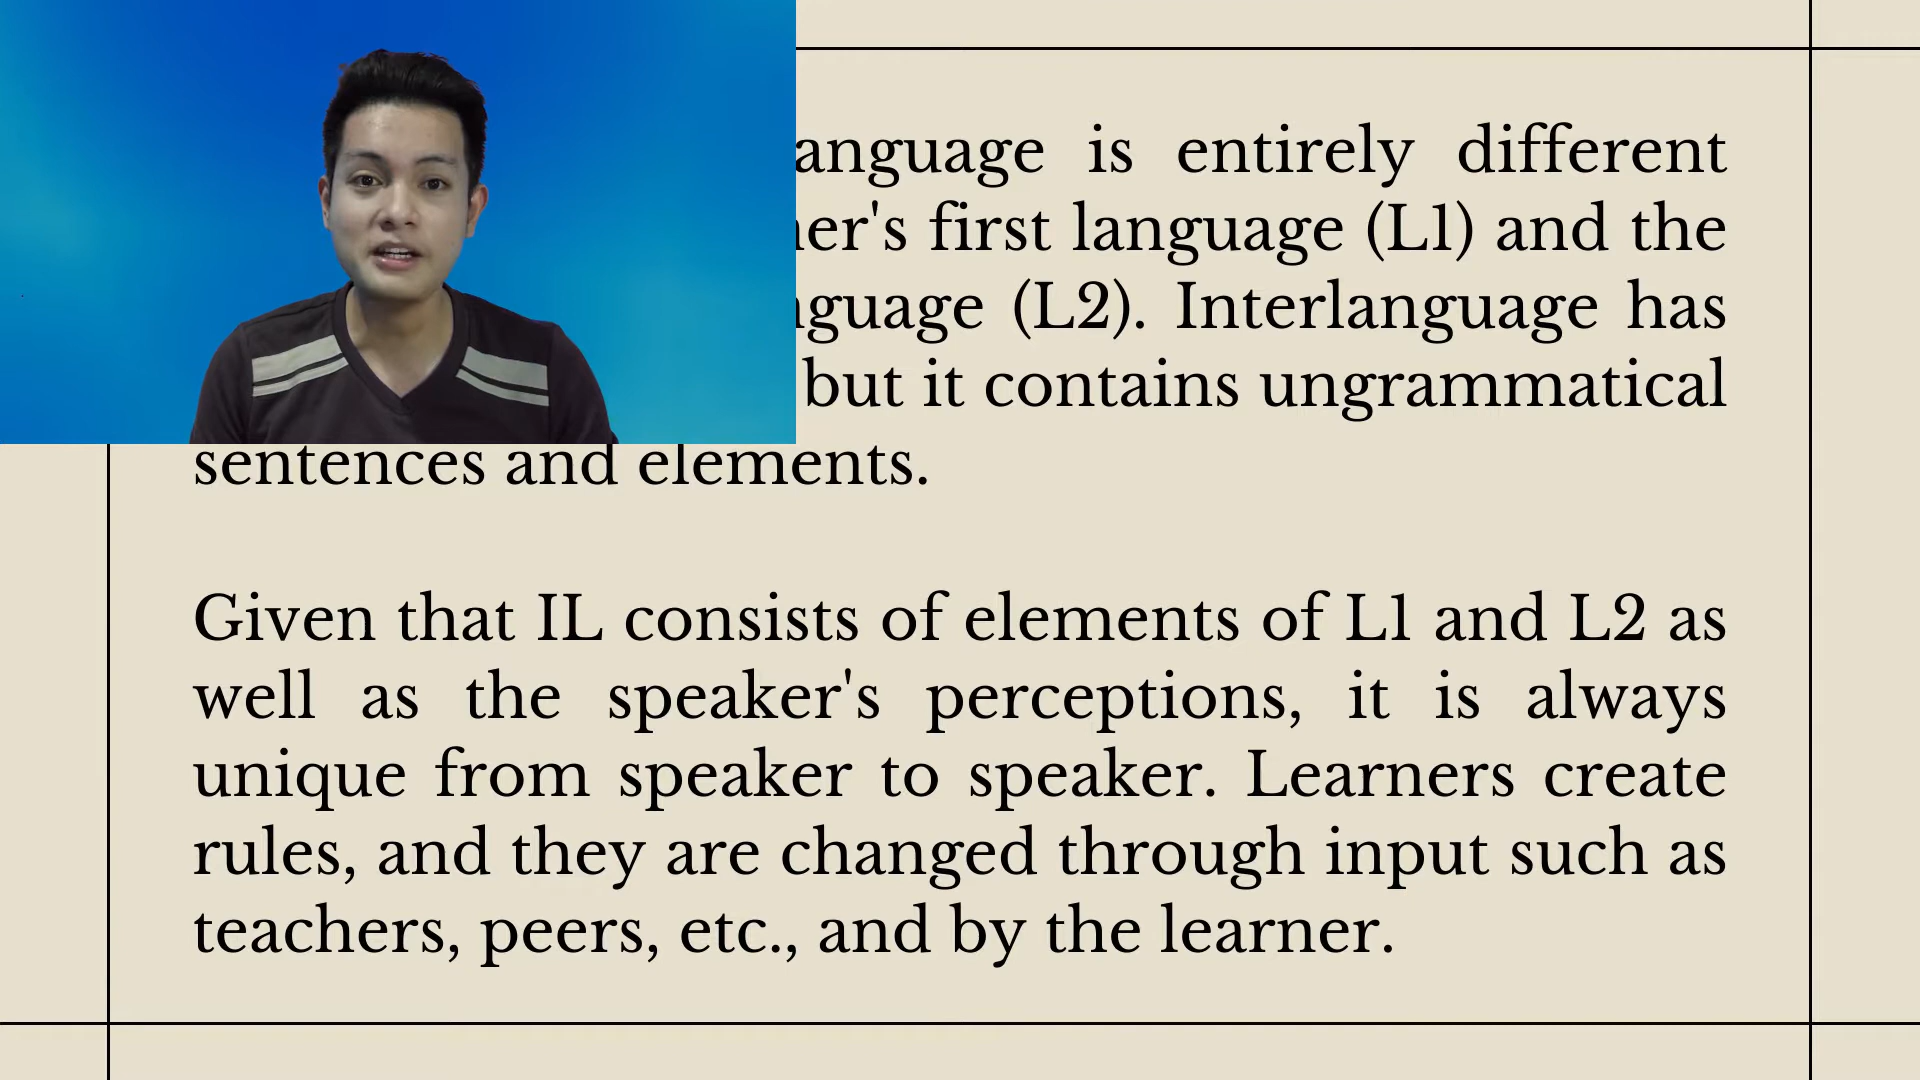 language is entirely different
first language (L1) and the
(L2). Interlanguage has
but it contains ungrammatical
sentences and elements.
Given that IL consists of elements of L1 and L2 as
well as the speaker's perceptions, it is always
unique from speaker to speaker. Learners create
rules, and they are changed through input such as
teachers, peers, etc., and by the learner.